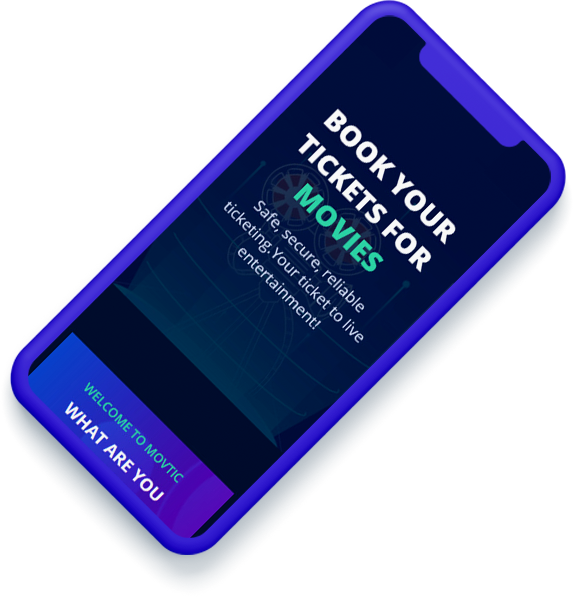 BOOK YOUR
TICKETS FOR
MOVIES
Safe, secure, reliable
ticketing.Your ticket to live
entertainment!
WELCOME TO MOVTIC
WHAT ARE YOU